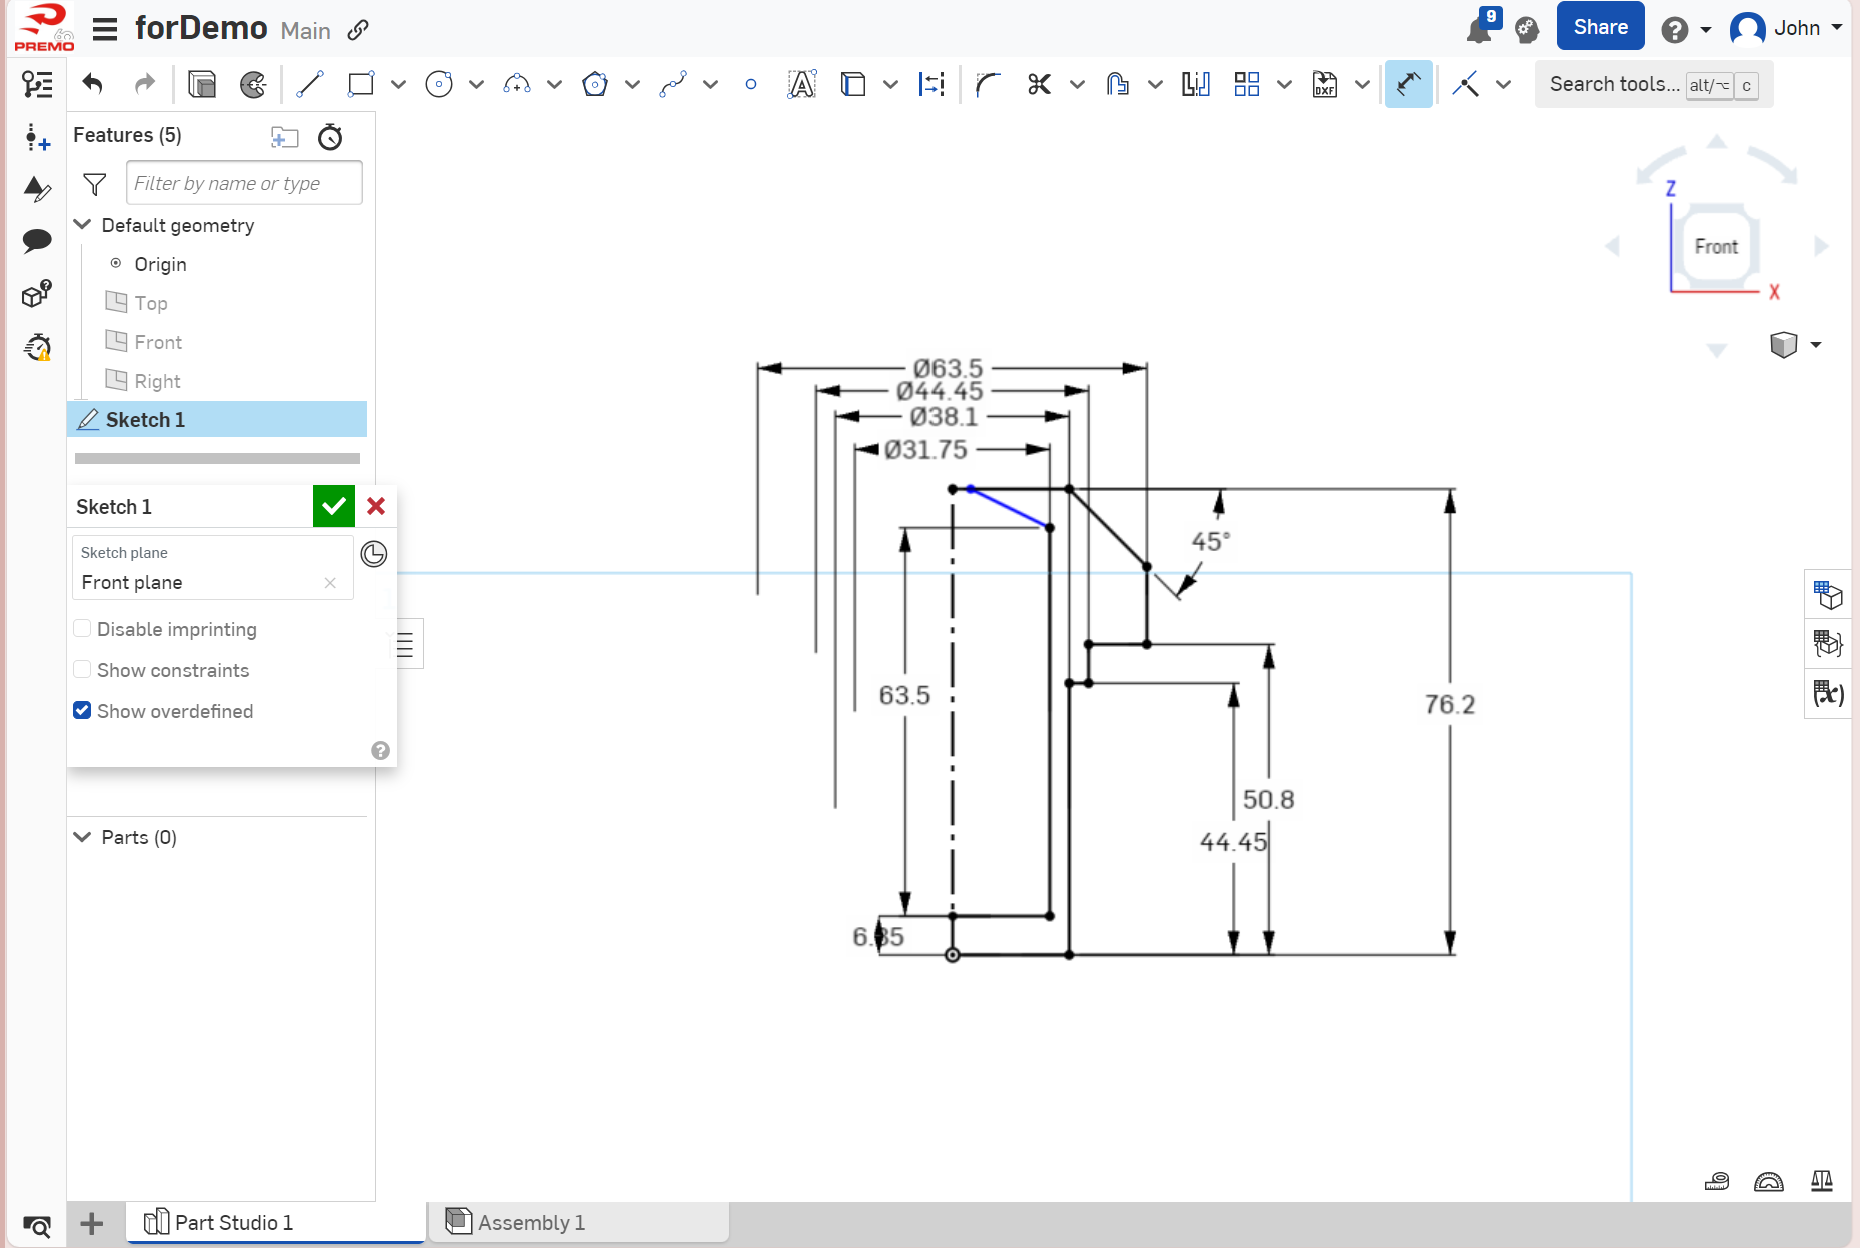 PREMO
forDemo Main
9
Share
John
DXF
Search tools... alt/⌥ c
Features (5)
Filter by name or type
Default geometry
Origin
Top
Front
Right
Sketch 1
Sketch 1
Sketch plane
Front plane
Disable imprinting
Show constraints
Show overdefined
Parts (0)
Z
Front
X
Ø63.5
Ø44.45
Ø38.1
Ø31.75
45°
63.5
76.2
50.8
44.45
6.35
Part Studio 1
Assembly 1